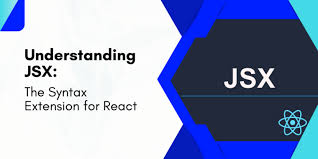 Understanding
JSX:
The Syntax
Extension for React
JSX